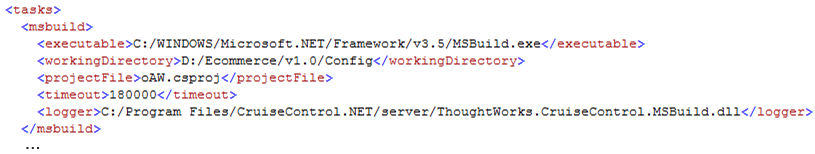 <tasks>
<msbuild>
<executable>C:/WINDOWS/Microsoft.NET/Framework/v3.5/MSBuild.exe</executable>
<workingDirectory>D:/Ecommerce/v1.0/Config</workingDirectory>
<projectFile>oAW.csproj</projectFile>
<timeout>180000</timeout>
<logger>C:/Program Files/CruiseControl.NET/server/ThoughtWorks.CruiseControl.MSBuild.dll</logger>
</msbuild>
...